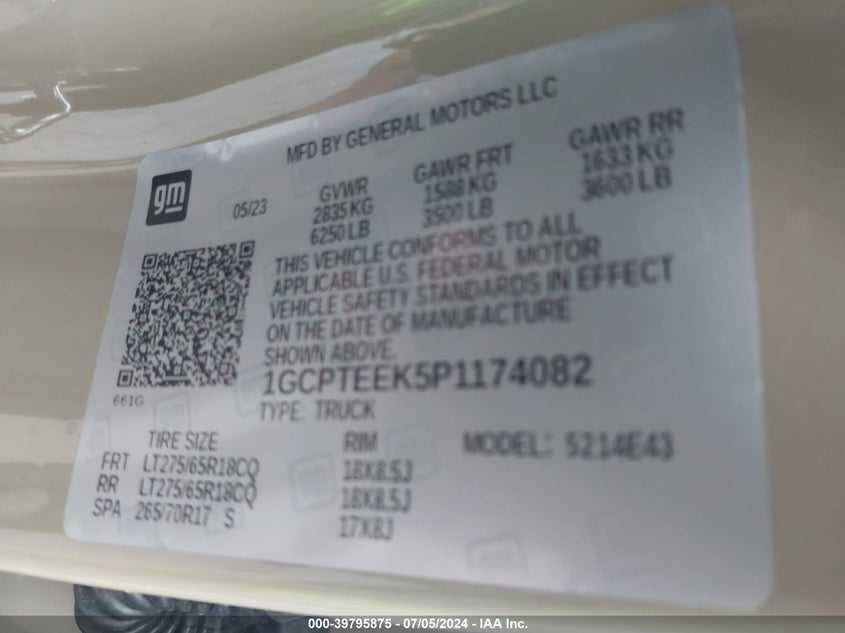 MFD BY GENERAL MOTORS LLC
gm
05/23
GVWR
2835 KG
6250 LB
GAWR FRT
1588 KG
3500 LB
GAWR RR
1633 KG
3600 LB
THIS VEHICLE CONFORMS TO ALL
APPLICABLE U.S. FEDERAL MOTOR
VEHICLE SAFETY STANDARDS IN EFFECT
ON THE DATE OF MANUFACTURE
SHOWN ABOVE.
1GCPTEEK5P1174082
661G
TYPE: TRUCK
TIRE SIZE RIM MODEL: 5214E43
FRT LT275/65R18CQ 18X8.5J
RR LT275/65R18CQ 18X8.5J
SPA 265/70R17 S 17X8J
000-39795875 - 07/05/2024 - IAA Inc.